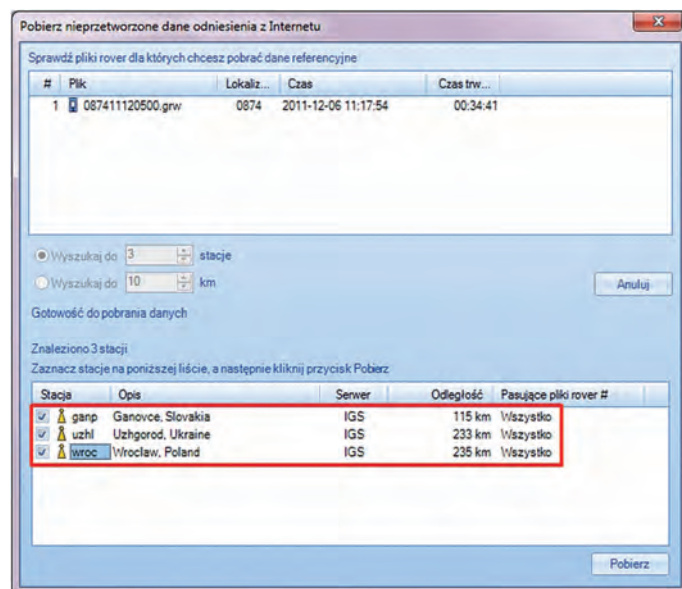 Pobierz nieprzetworzone dane odniesienia z Internetu
Sprawdź pliki rover dla których chcesz pobrać dane referencyjne
# Plik Lokaliz... Czas Czas trw...
1 087411120500.grw 0874 2011-12-06 11:17:54 00:34:41
Wyszukaj do 3 stacje
Wyszukaj do 10 km
Anuluj
Gotowość do pobrania danych
Znaleziono 3 stacji
Zaznacz stacje na poniższej liście, a następnie kliknij przycisk Pobierz
Stacja Opis Serwer Odległość Pasujące pliki rover #
ganp Ganovce, Slovakia IGS 115 km Wszystko
uzhl Uzhgorod, Ukraine IGS 233 km Wszystko
wroc Wroclaw, Poland IGS 235 km Wszystko
Pobierz